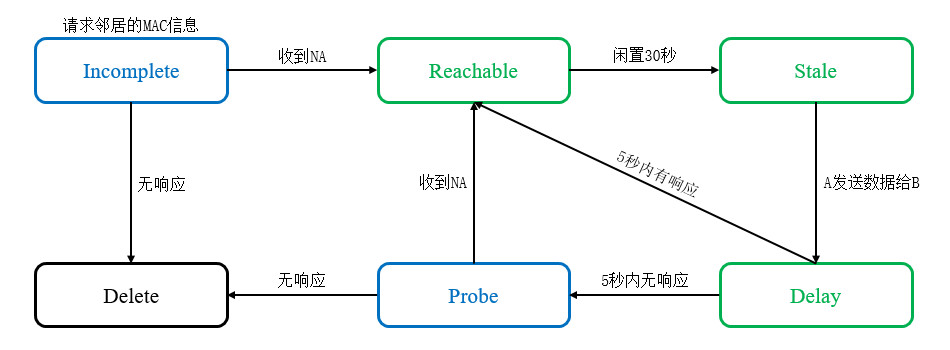 请求邻居的MAC信息
Incomplete
收到NA
Reachable
闲置30秒
Stale
无响应
收到NA
5秒内有响应
A发送数据给B
Delete
无响应
Probe
5秒内无响应
Delay